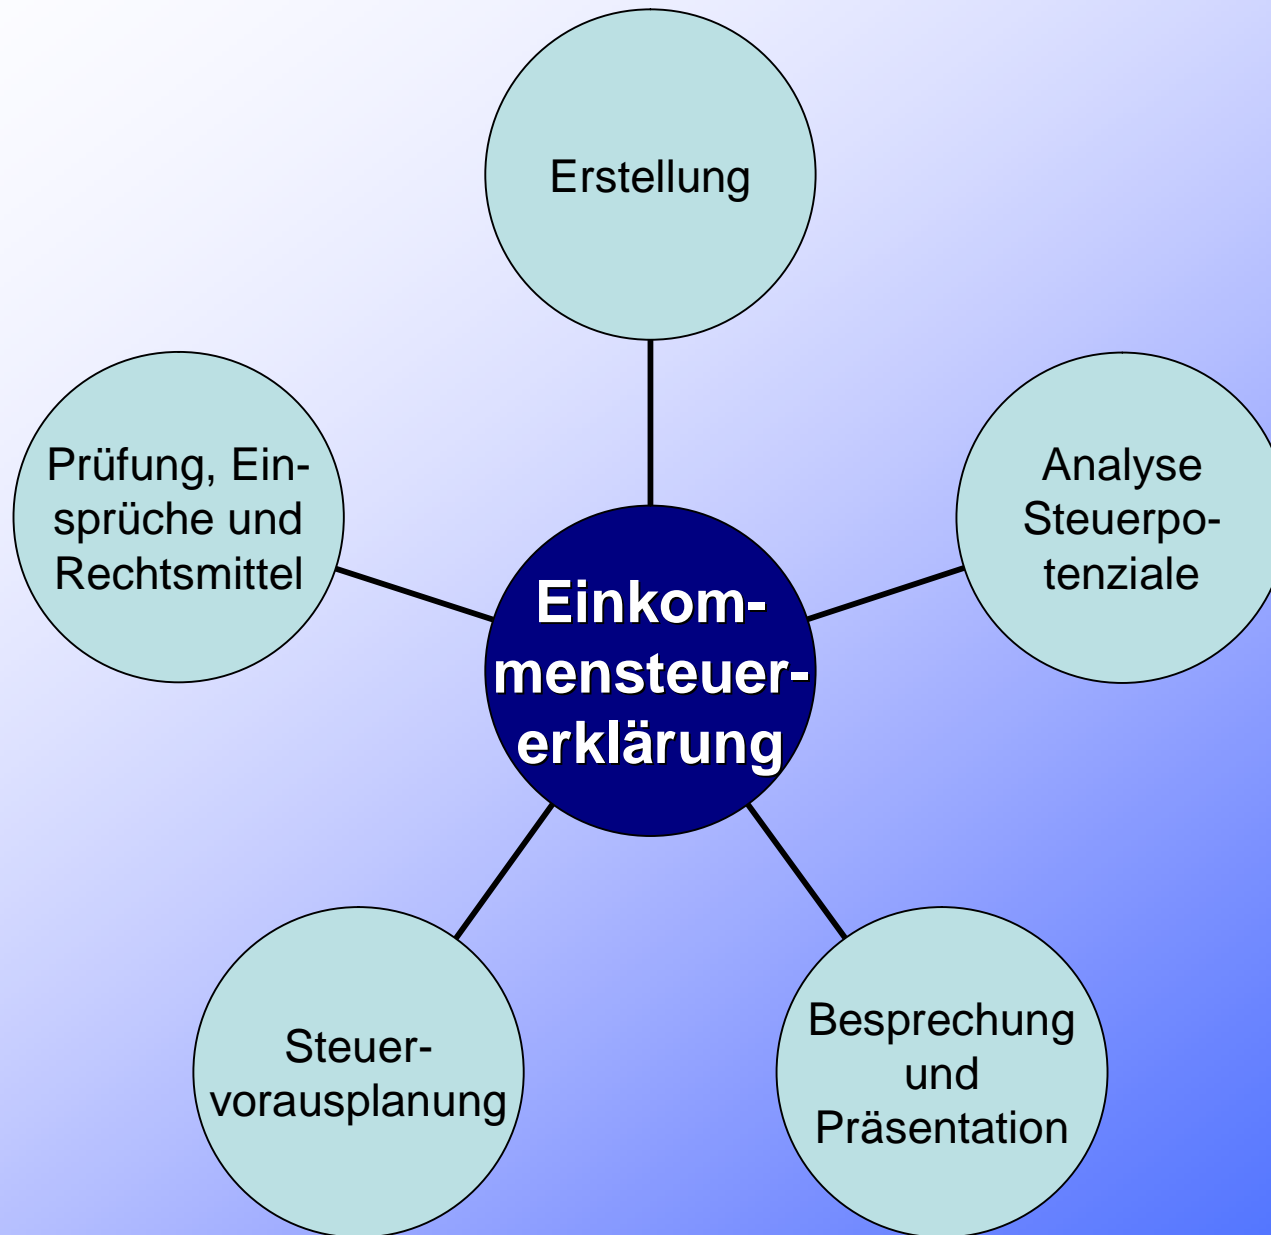 Erstellung
Prüfung, Ein-
sprüche und
Rechtsmittel
Analyse
Steuerpo-
tenziale
Einkom-
mensteuer-
erklärung
Steuer-
vorausplanung
Besprechung
und
Präsentation